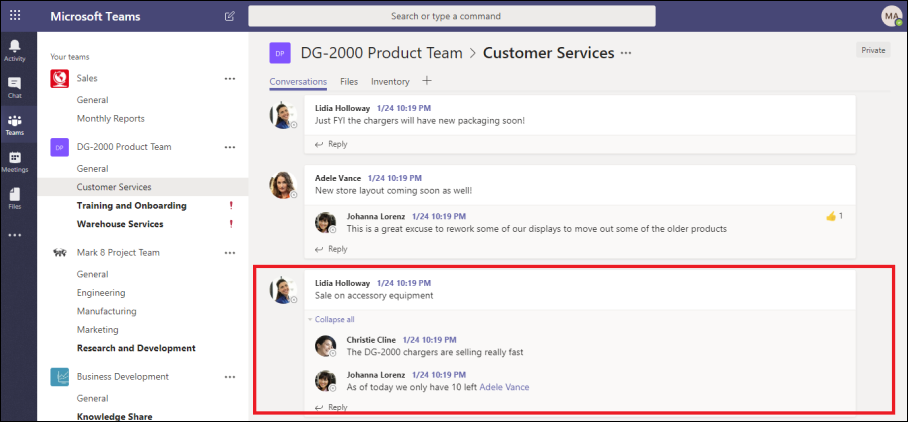 Microsoft Teams
Search or type a command
MA
Activity
Chat
Teams
Meetings
Files
Your teams
Sales
General
Monthly Reports
DP
DG-2000 Product Team
General
Customer Services
Training and Onboarding
Warehouse Services
Mark 8 Project Team
General
Engineering
Manufacturing
Marketing
Research and Development
Business Development
General
Knowledge Share
DP
DG-2000 Product Team > Customer Services ···
Private
Conversations Files Inventory +
Lidia Holloway 1/24 10:19 PM
Just FYI the chargers will have new packaging soon!
Reply
Adele Vance 1/24 10:19 PM
New store layout coming soon as well!
Johanna Lorenz 1/24 10:19 PM
👍 1
This is a great excuse to rework some of our displays to move out some of the older products
Reply
Lidia Holloway 1/24 10:19 PM
Sale on accessory equipment
Collapse all
Christie Cline 1/24 10:19 PM
The DG-2000 chargers are selling really fast
Johanna Lorenz 1/24 10:19 PM
As of today we only have 10 left Adele Vance
Reply